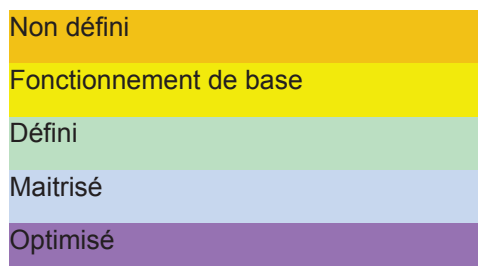 Non défini
Fonctionnement de base
Défini
Maitrisé
Optimisé